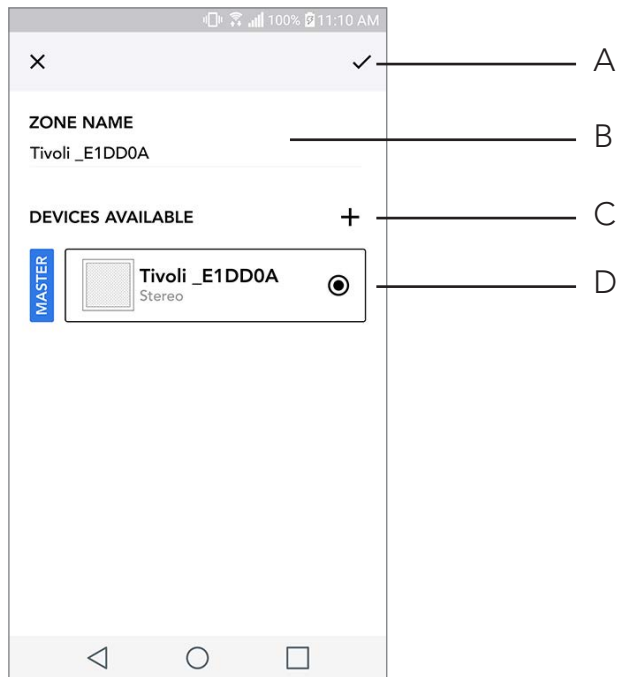 100% 11:10 AM
A
ZONE NAME
B
Tivoli _E1DD0A
DEVICES AVAILABLE
C
MASTER
Tivoli _E1DD0A
Stereo
D